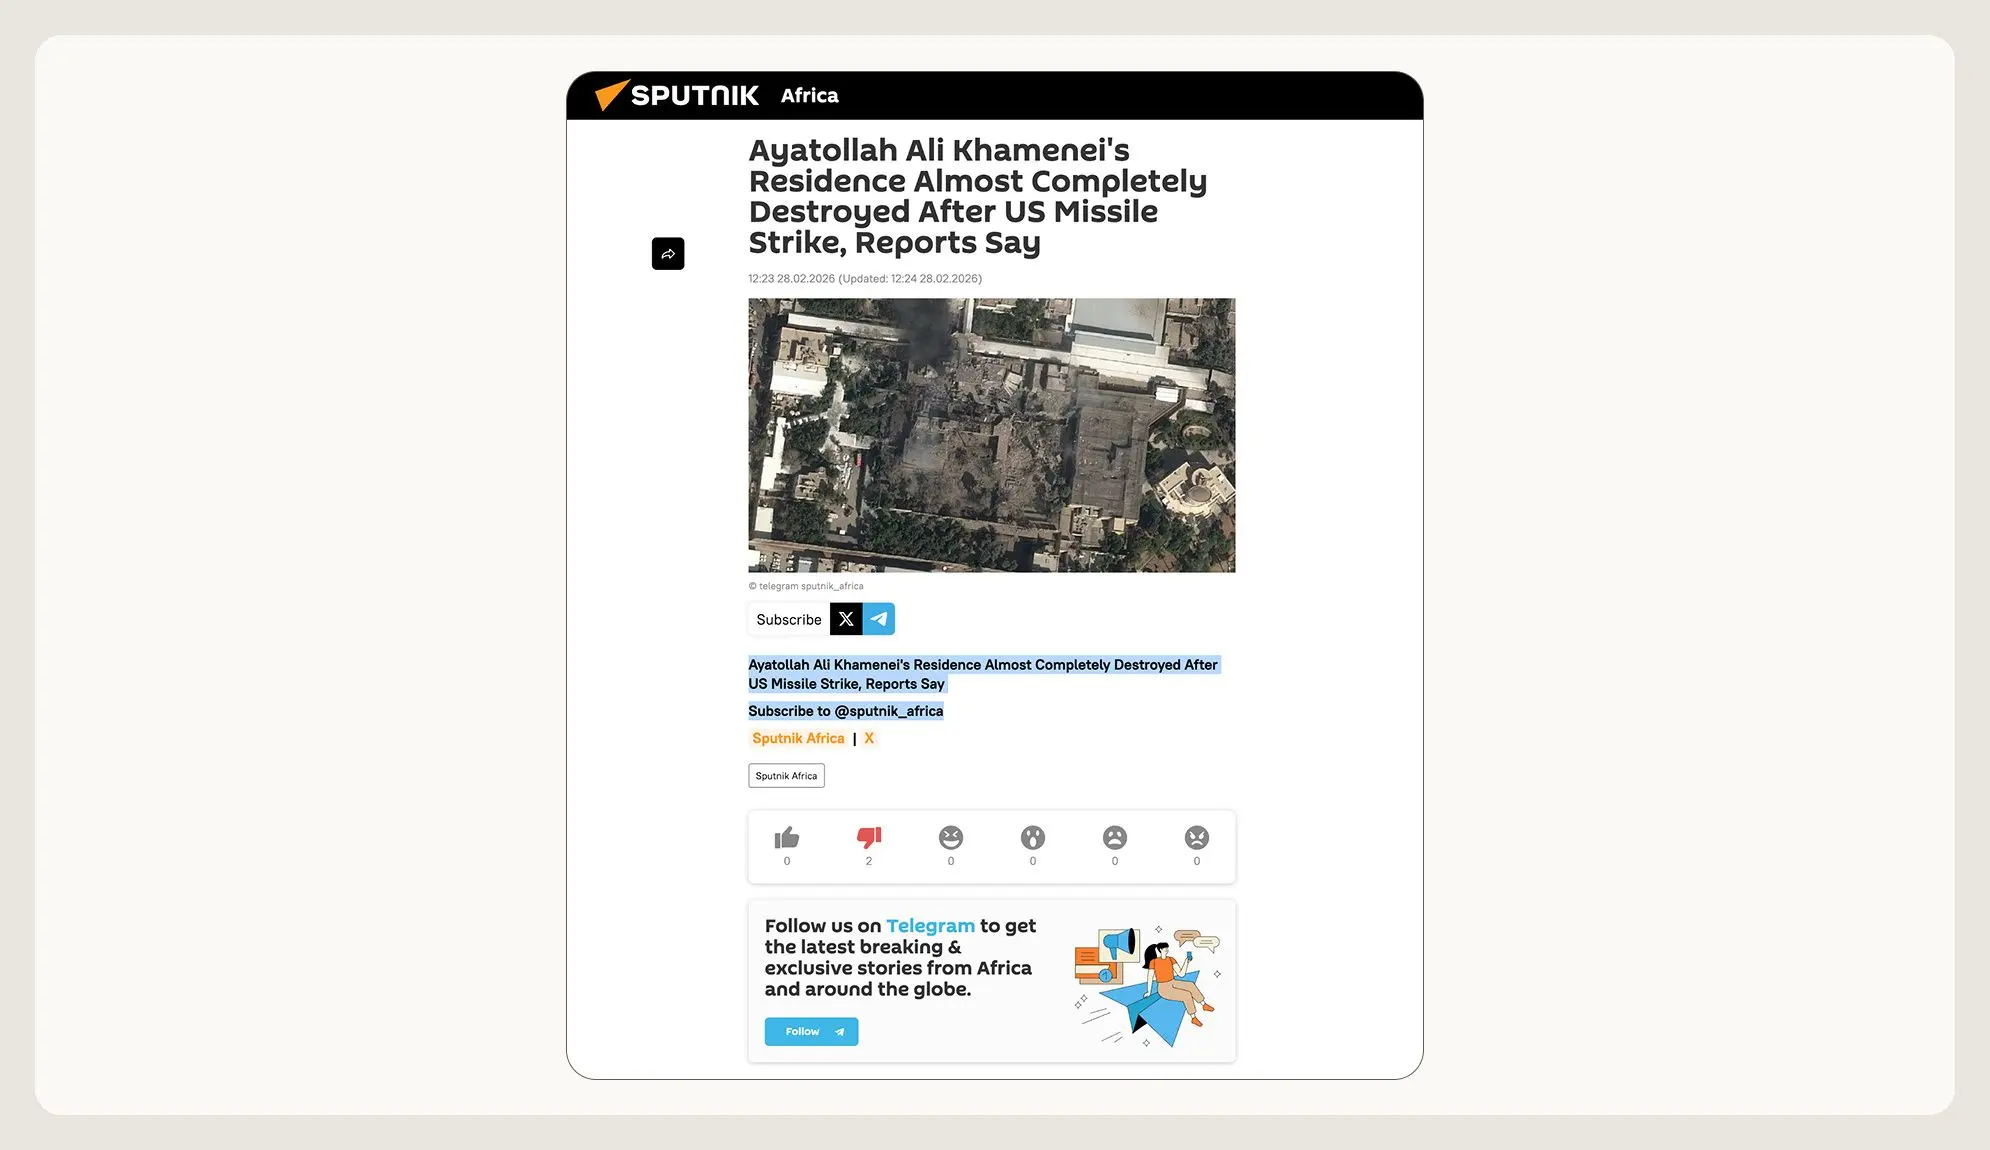 SPUTNIK Africa
Ayatollah Ali Khamenei's
Residence Almost Completely
Destroyed After US Missile
Strike, Reports Say
12:23 28.02.2026 (Updated: 12:24 28.02.2026)
© telegram sputnik_africa
Subscribe
Ayatollah Ali Khamenei's Residence Almost Completely Destroyed After
US Missile Strike, Reports Say
Subscribe to @sputnik_africa
Sputnik Africa | X
Sputnik Africa
0 2 0 0 0 0
Follow us on Telegram to get
the latest breaking &
exclusive stories from Africa
and around the globe.
Follow